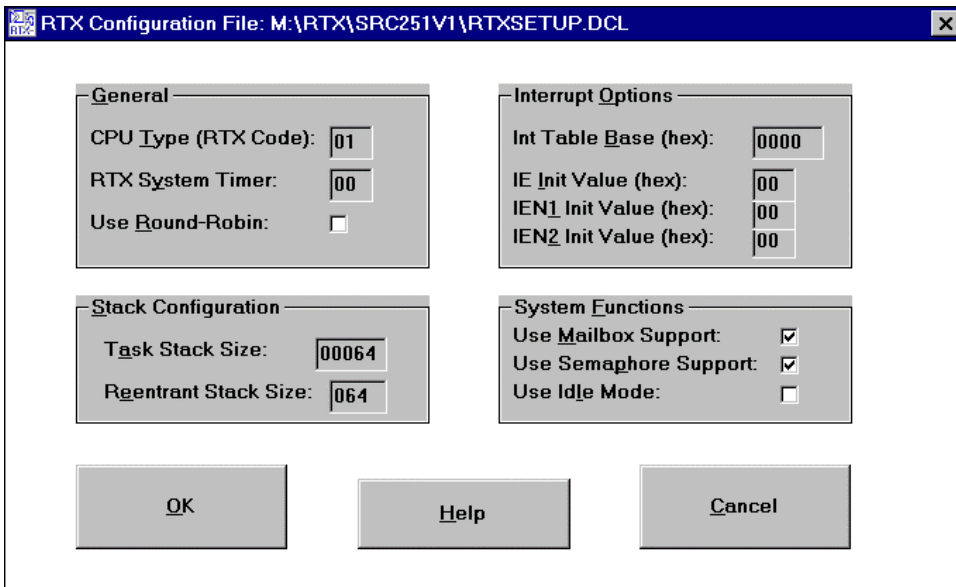 RTX Configuration File: M:\RTX\SRC251V1\RTXSETUP.DCL
General
CPU Type (RTX Code): 01
RTX System Timer: 00
Use Round-Robin:
Interrupt Options
Int Table Base (hex): 0000
IE Init Value (hex): 00
IEN1 Init Value (hex): 00
IEN2 Init Value (hex): 00
Stack Configuration
Task Stack Size: 00064
Reentrant Stack Size: 064
System Functions
Use Mailbox Support:
Use Semaphore Support:
Use Idle Mode:
OK
Help
Cancel